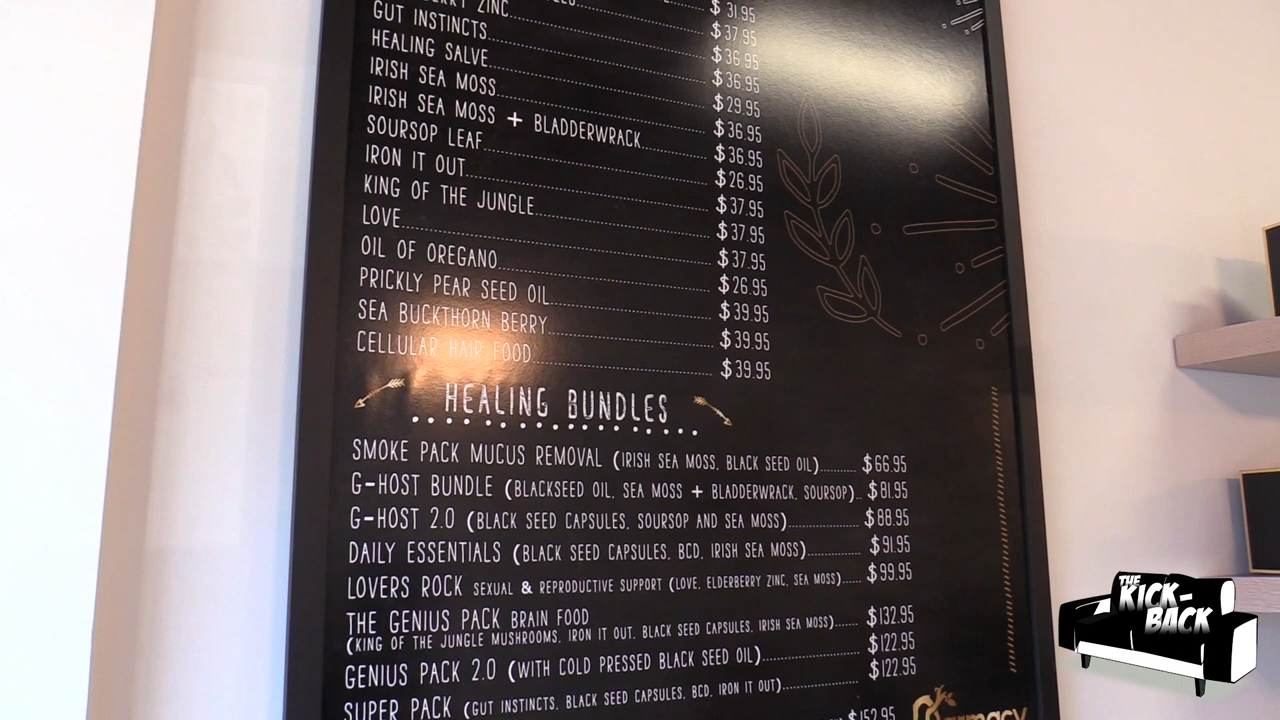 $31.95
$37.95
ZINC $36.95
GUT INSTINCTS $36.95
HEALING SALVE $29.95
IRISH SEA MOSS $36.95
IRISH SEA MOSS + BLADDERWRACK $36.95
SOURSOP LEAF $26.95
IRON IT OUT $37.95
KING OF THE JUNGLE $37.95
LOVE $37.95
OIL OF OREGANO $26.95
PRICKLY PEAR SEED OIL $39.95
SEA BUCKTHORN BERRY $39.95
CELLULAR HAIR FOOD $39.95
HEALING BUNDLES
SMOKE PACK MUCUS REMOVAL (IRISH SEA MOSS, BLACK SEED OIL) $66.95
G-HOST BUNDLE (BLACKSEED OIL, SEA MOSS + BLADDERWRACK, SOURSOP) $81.95
G-HOST 2.0 (BLACK SEED CAPSULES, SOURSOP AND SEA MOSS) $88.95
DAILY ESSENTIALS (BLACK SEED CAPSULES, BCD, IRISH SEA MOSS) $91.95
LOVERS ROCK SEXUAL & REPRODUCTIVE SUPPORT (LOVE, ELDERBERRY ZINC, SEA MOSS) $99.95
THE GENIUS PACK BRAIN FOOD
(KING OF THE JUNGLE MUSHROOMS, IRON IT OUT, BLACK SEED CAPSULES, IRISH SEA MOSS) $132.95
GENIUS PACK 2.0 (WITH COLD PRESSED BLACK SEED OIL) $122.95
SUPER PACK (GUT INSTINCTS, BLACK SEED CAPSULES, BCD, IRON IT OUT) $122.95
$152.95
THE KICK-BACK